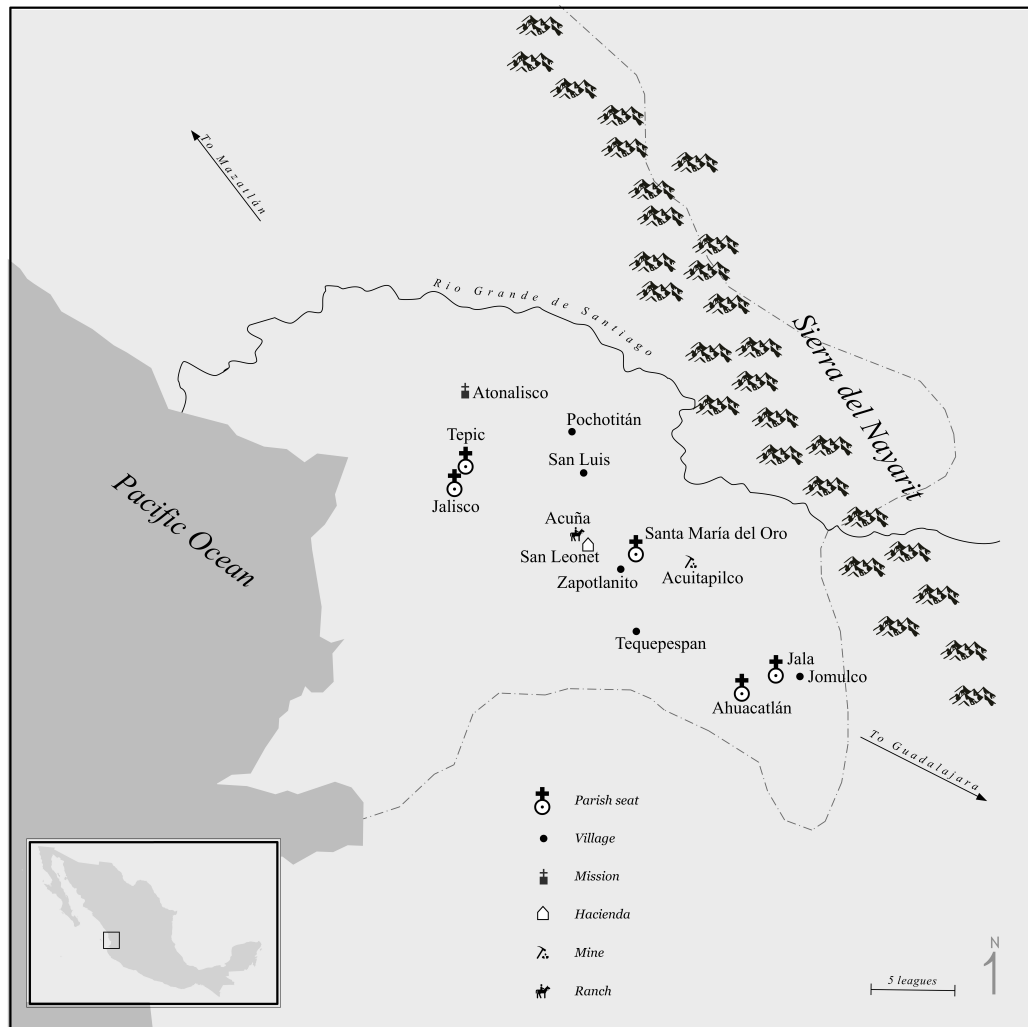 To Mazatlán
Rio Grande de Santiago
Sierra del Nayarit
Atonalisco
Pochotitán
Tepic
San Luis
Jalisco
Pacific Ocean
Acuña
Santa María del Oro
San Leonet
Zapotlanito
Acuitapilco
Tequepespan
Jala
Jomulco
Ahuacatlán
To Guadalajara
Parish seat
Village
Mission
Hacienda
Mine
Ranch
N
5 leagues